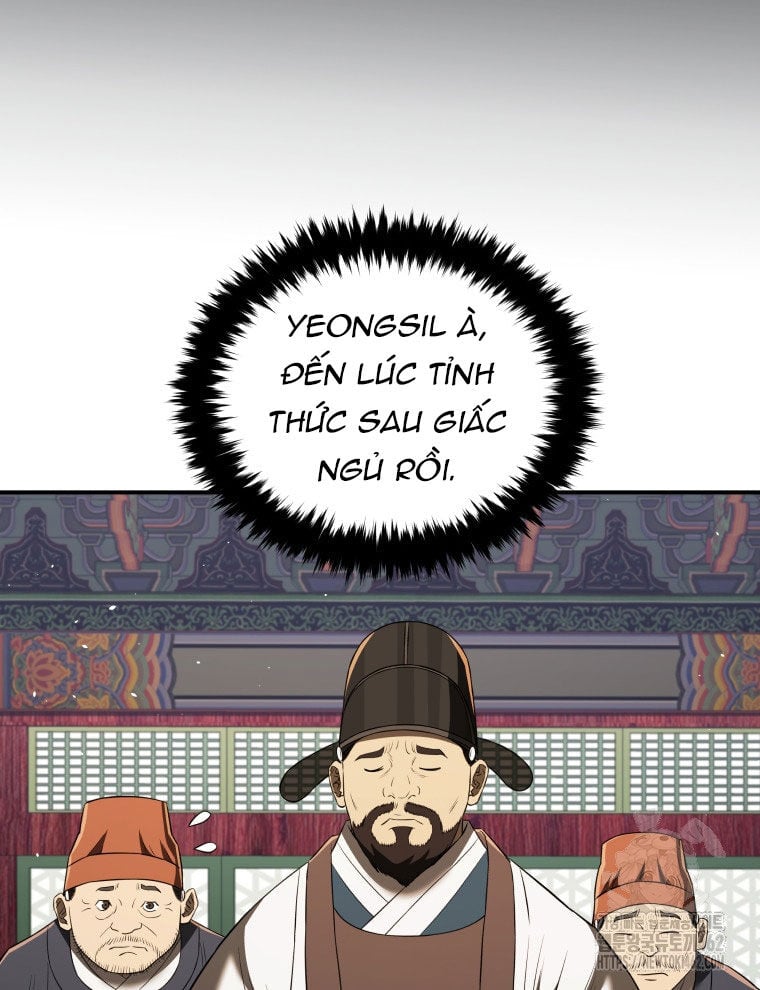 YEONGSIL À,
ĐẾN LÚC TỈNH
THỨC SAU GIẤC
NGỦ RỒI.